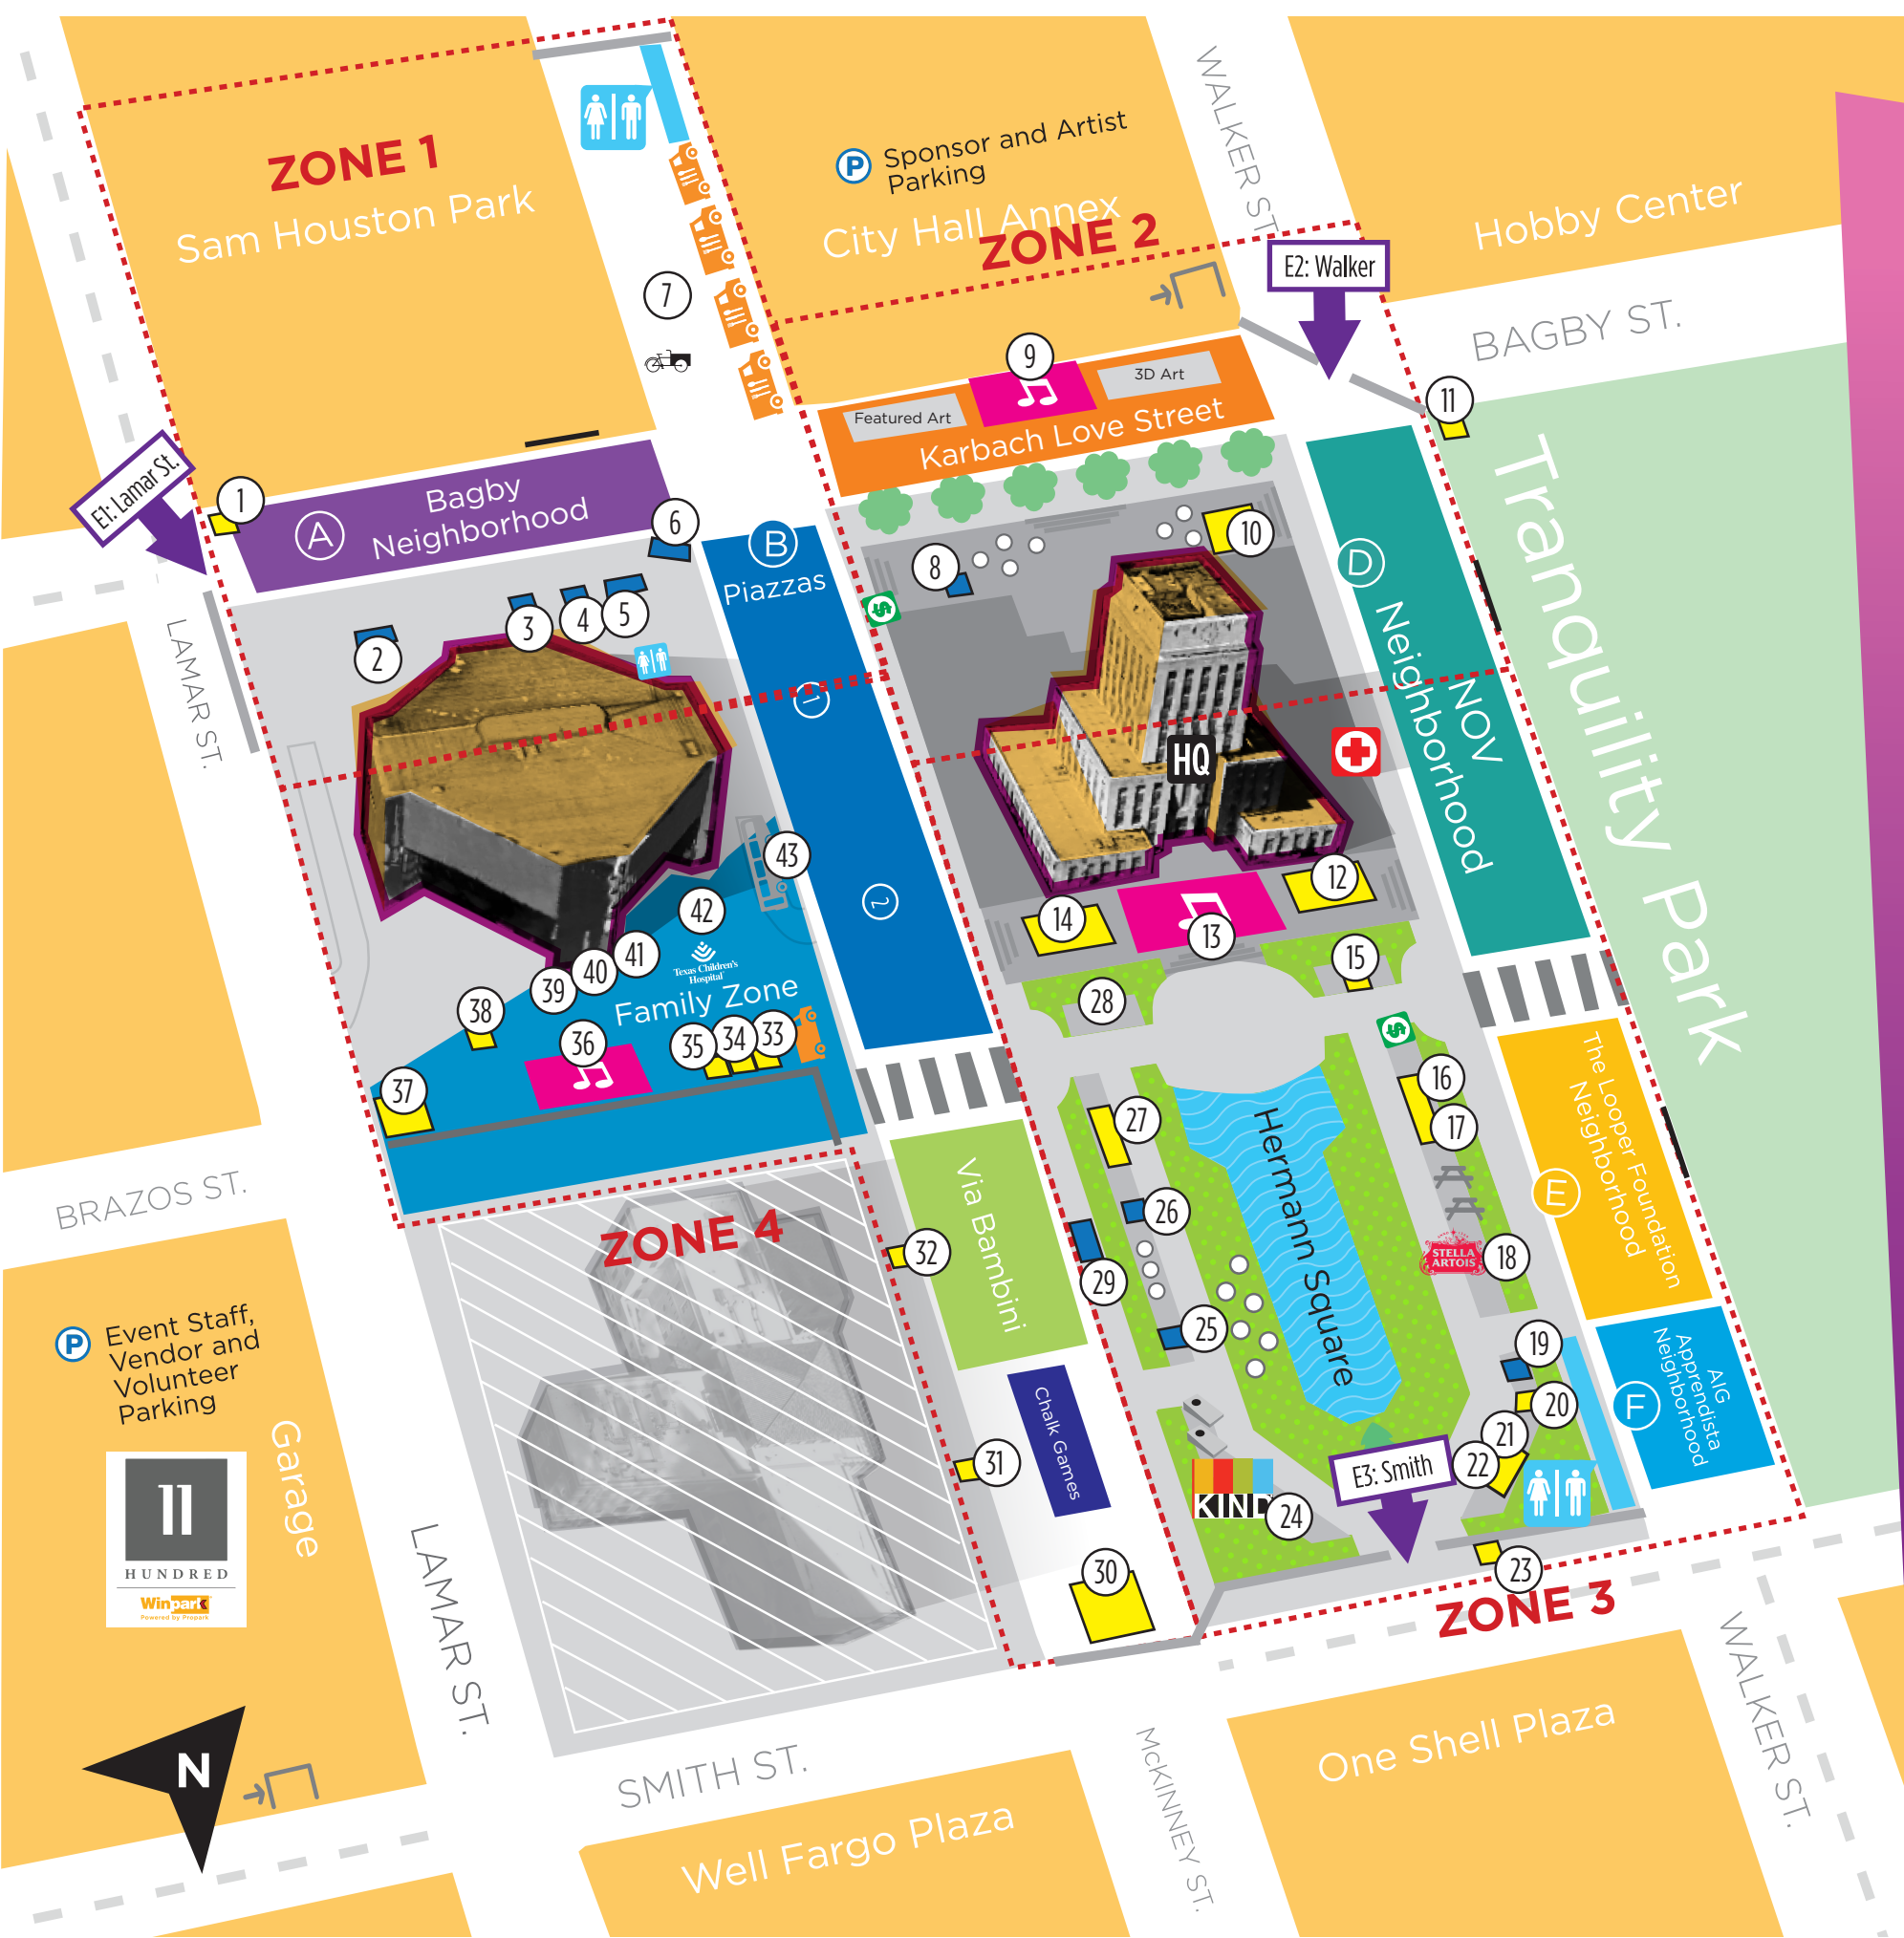 ZONE 1
Sam Houston Park
P
Sponsor and Artist
Parking
City Hall Annex
ZONE 2
WALKER ST.
E2: Walker
Hobby Center
BAGBY ST.
7
9
Featured Art
3D Art
Karbach Love Street
11
E1: Lamar St.
1
A
Bagby
Neighborhood
6
B
Piazzas
1
2
8
$
10
D
NOV
Neighborhood
Tranquility Park
LAMAR ST.
2
3
4
5
HQ
43
42
41
40
39
38
Texas Children's
Hospital
Family Zone
37
36
35
34
33
14
13
12
15
28
$
16
17
27
Hermann Square
26
29
25
STELLA
ARTOIS
18
E
The Looper Foundation
Neighborhood
19
20
21
22
F
AIG
Apprendista
Neighborhood
BRAZOS ST.
ZONE 4
32
Via Bambini
31
Chalk Games
KIND
24
E3: Smith
23
30
ZONE 3
P
Event Staff,
Vendor and
Volunteer
Parking
Garage
11
HUNDRED
Winpark
Powered by Propark
LAMAR ST.
N
SMITH ST.
Well Fargo Plaza
McKINNEY ST.
One Shell Plaza
WALKER ST.